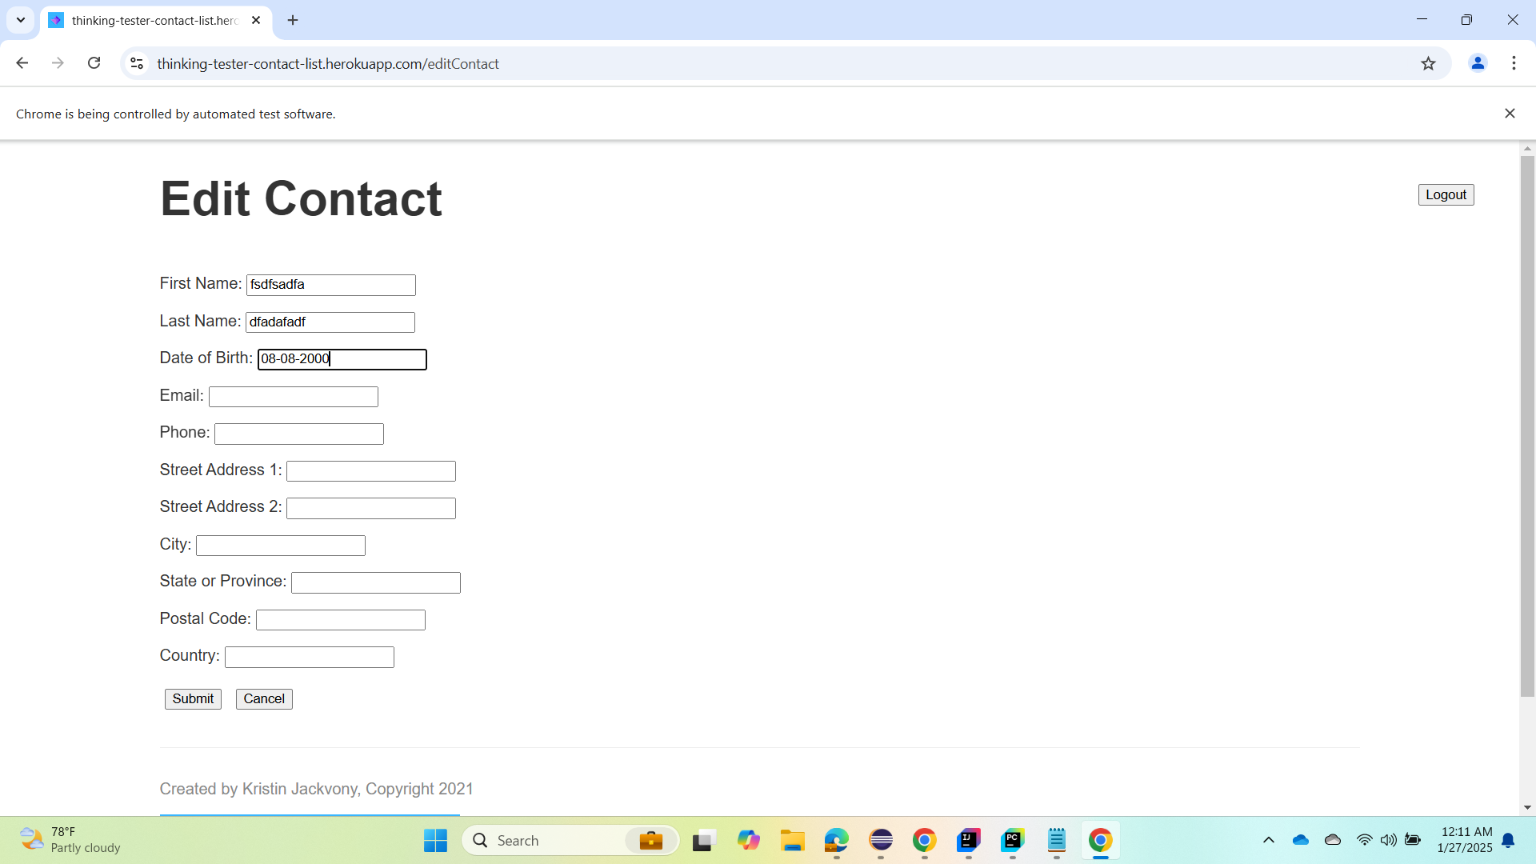 thinking-tester-contact-list.herc
thinking-tester-contact-list.herokuapp.com/editContact
Chrome is being controlled by automated test software.
Edit Contact
Logout
First Name: fsdfsadfa
Last Name: dfadafadf
Date of Birth: 08-08-2000
Email:
Phone:
Street Address 1:
Street Address 2:
City:
State or Province:
Postal Code:
Country:
Submit Cancel
Created by Kristin Jackvony, Copyright 2021
78°F
Partly cloudy
Search
IJ
PC
12:11 AM
1/27/2025